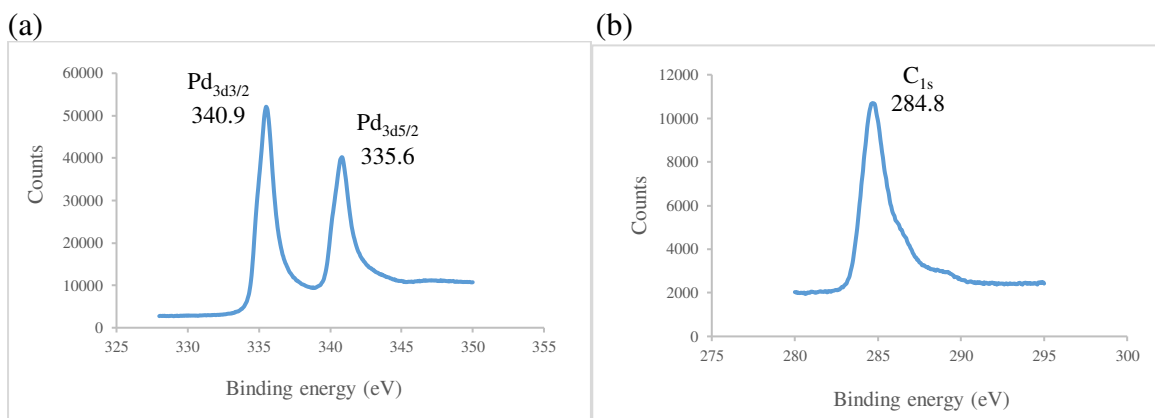 (a)
Pd3d3/2
340.9
Pd3d5/2
335.6
60000
50000
40000
30000
20000
10000
0
Counts
325 330 335 340 345 350 355
Binding energy (eV)
(b)
C1s
284.8
12000
10000
8000
6000
4000
2000
0
Counts
275 280 285 290 295 300
Binding energy (eV)